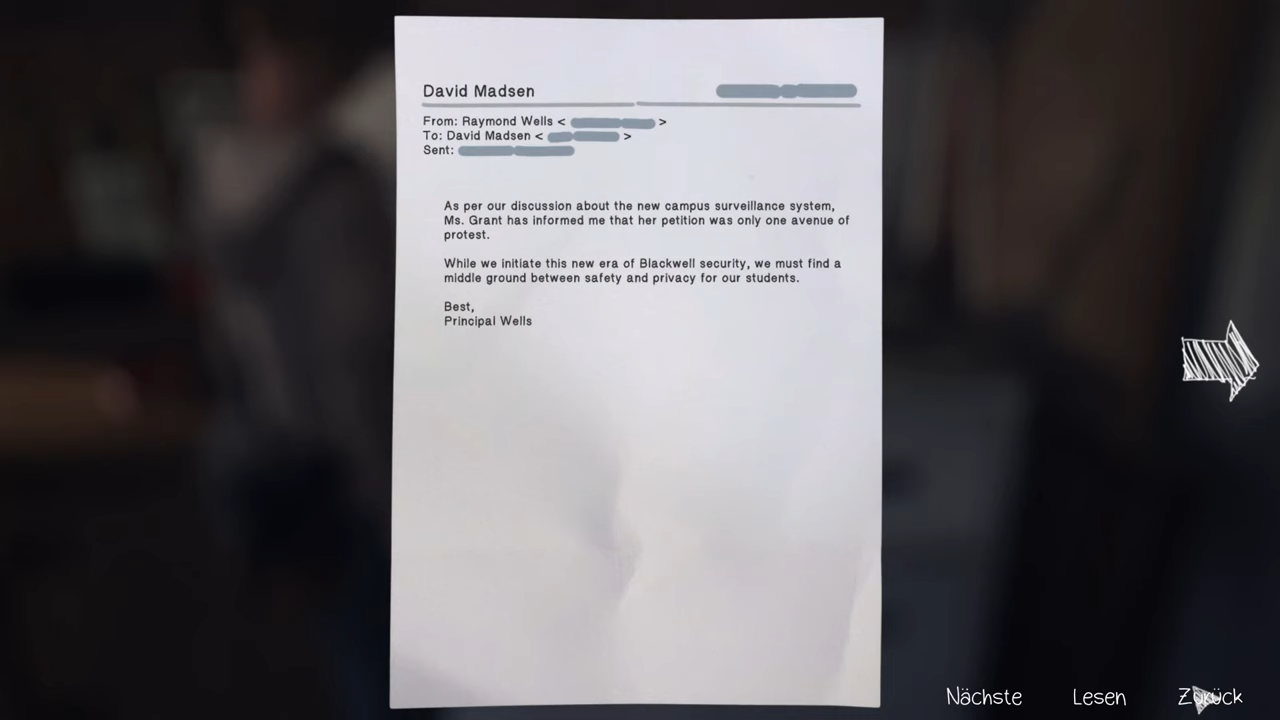 David Madsen
From: Raymond Wells < >
To: David Madsen < >
Sent:
As per our discussion about the new campus surveillance system,
Ms. Grant has informed me that her petition was only one avenue of
protest.
While we initiate this new era of Blackwell security, we must find a
middle ground between safety and privacy for our students.
Best,
Principal Wells
Nächste Lesen Zurück